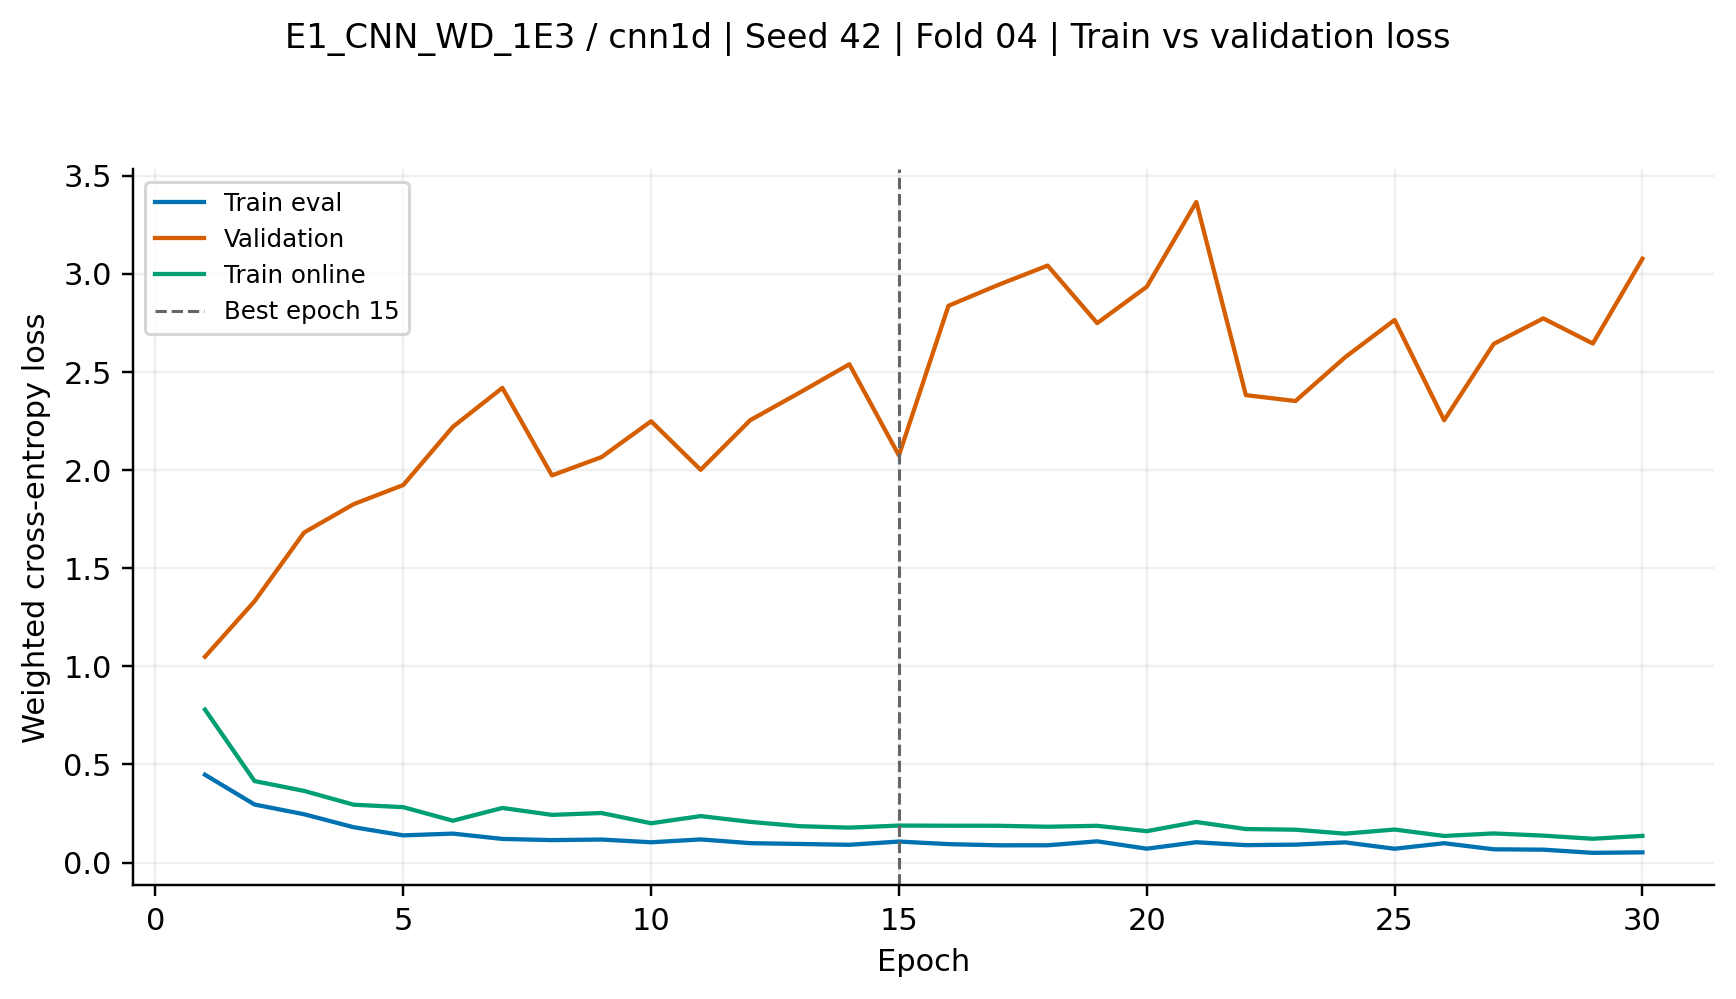 E1_CNN_WD_1E3 / cnn1d | Seed 42 | Fold 04 | Train vs validation loss
3.5
3.0
2.5
2.0
1.5
1.0
0.5
0.0
Weighted cross-entropy loss
Train eval
Validation
Train online
Best epoch 15
0 5 10 15 20 25 30
Epoch